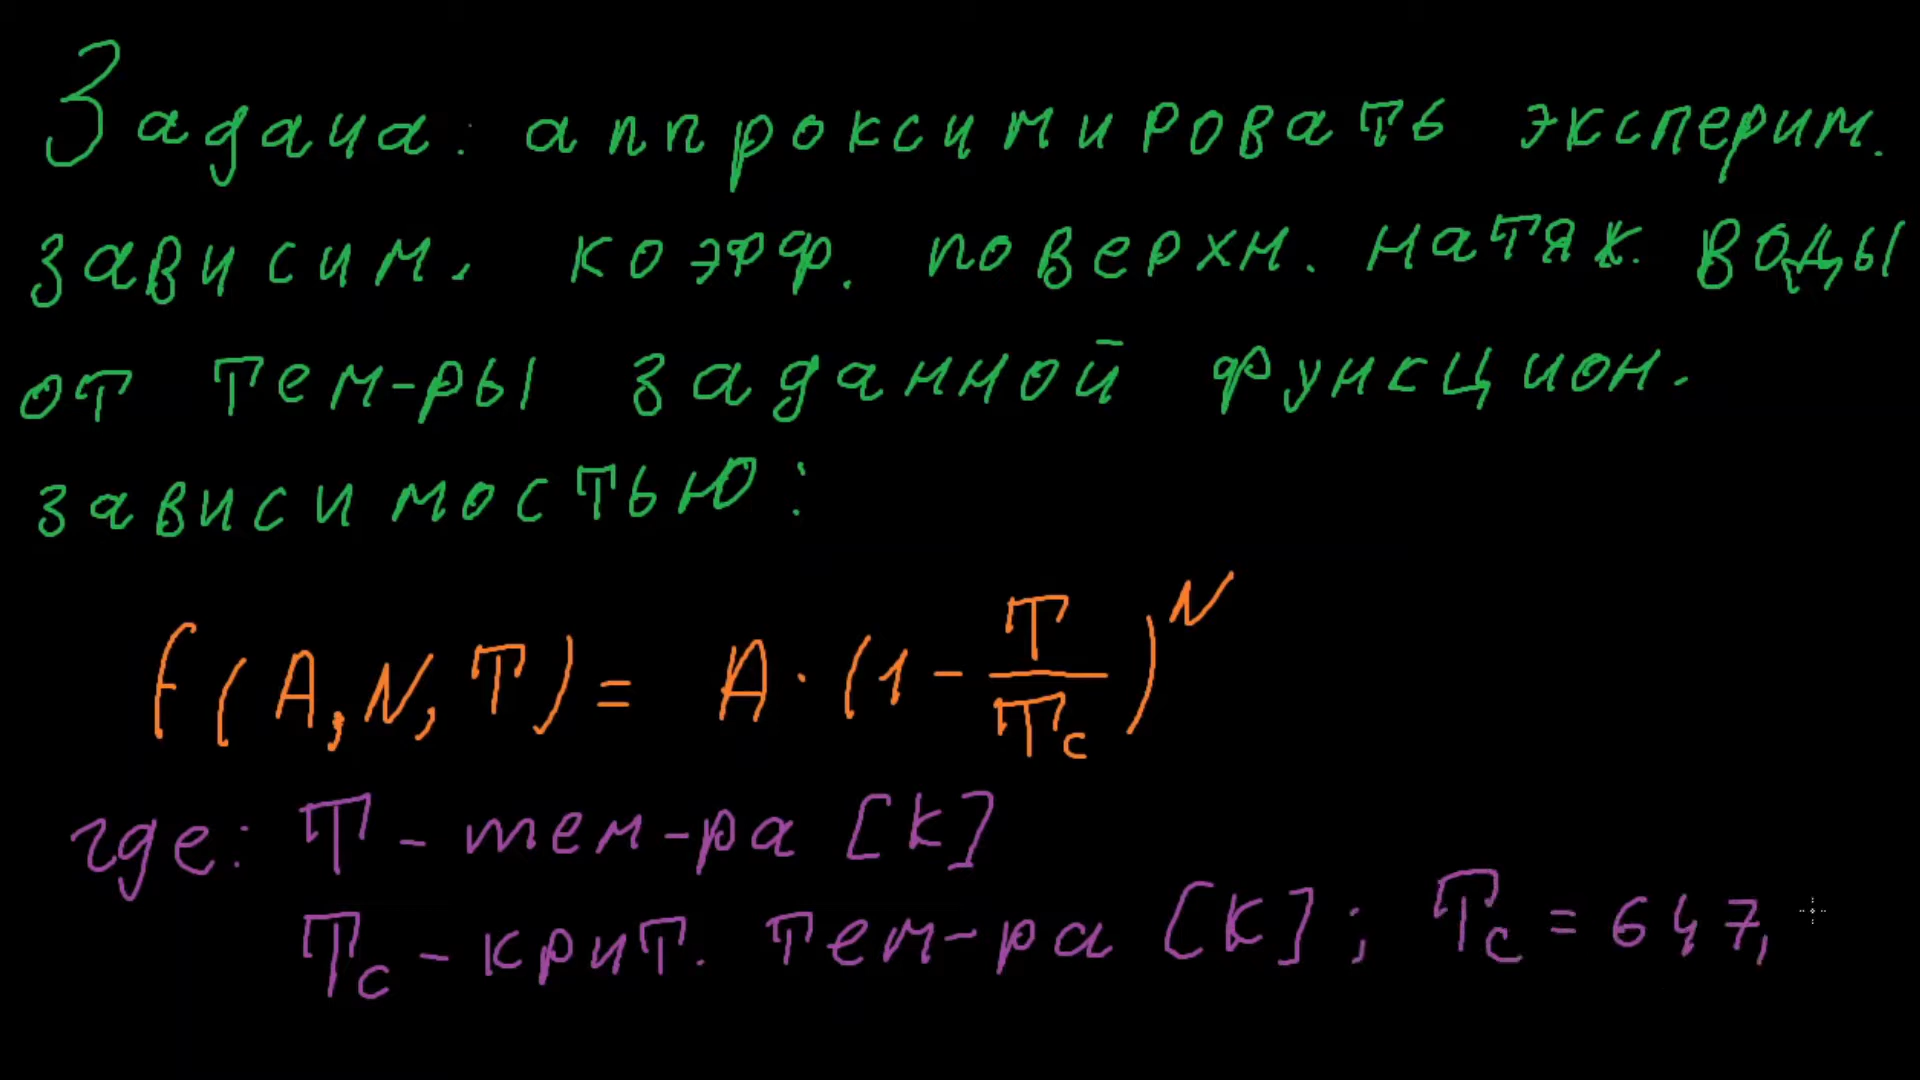 Задача: аппроксимировать эксперим.
зависим. коэфф. поверхн. натяж. воды
от тем-ры заданной функцион.
зависимостью:
f(A, N, T) = A · (1 - T/Tc)^N
где: T - тем-ра [К]
Tc - крит. тем-ра [К]; Tc = 647,